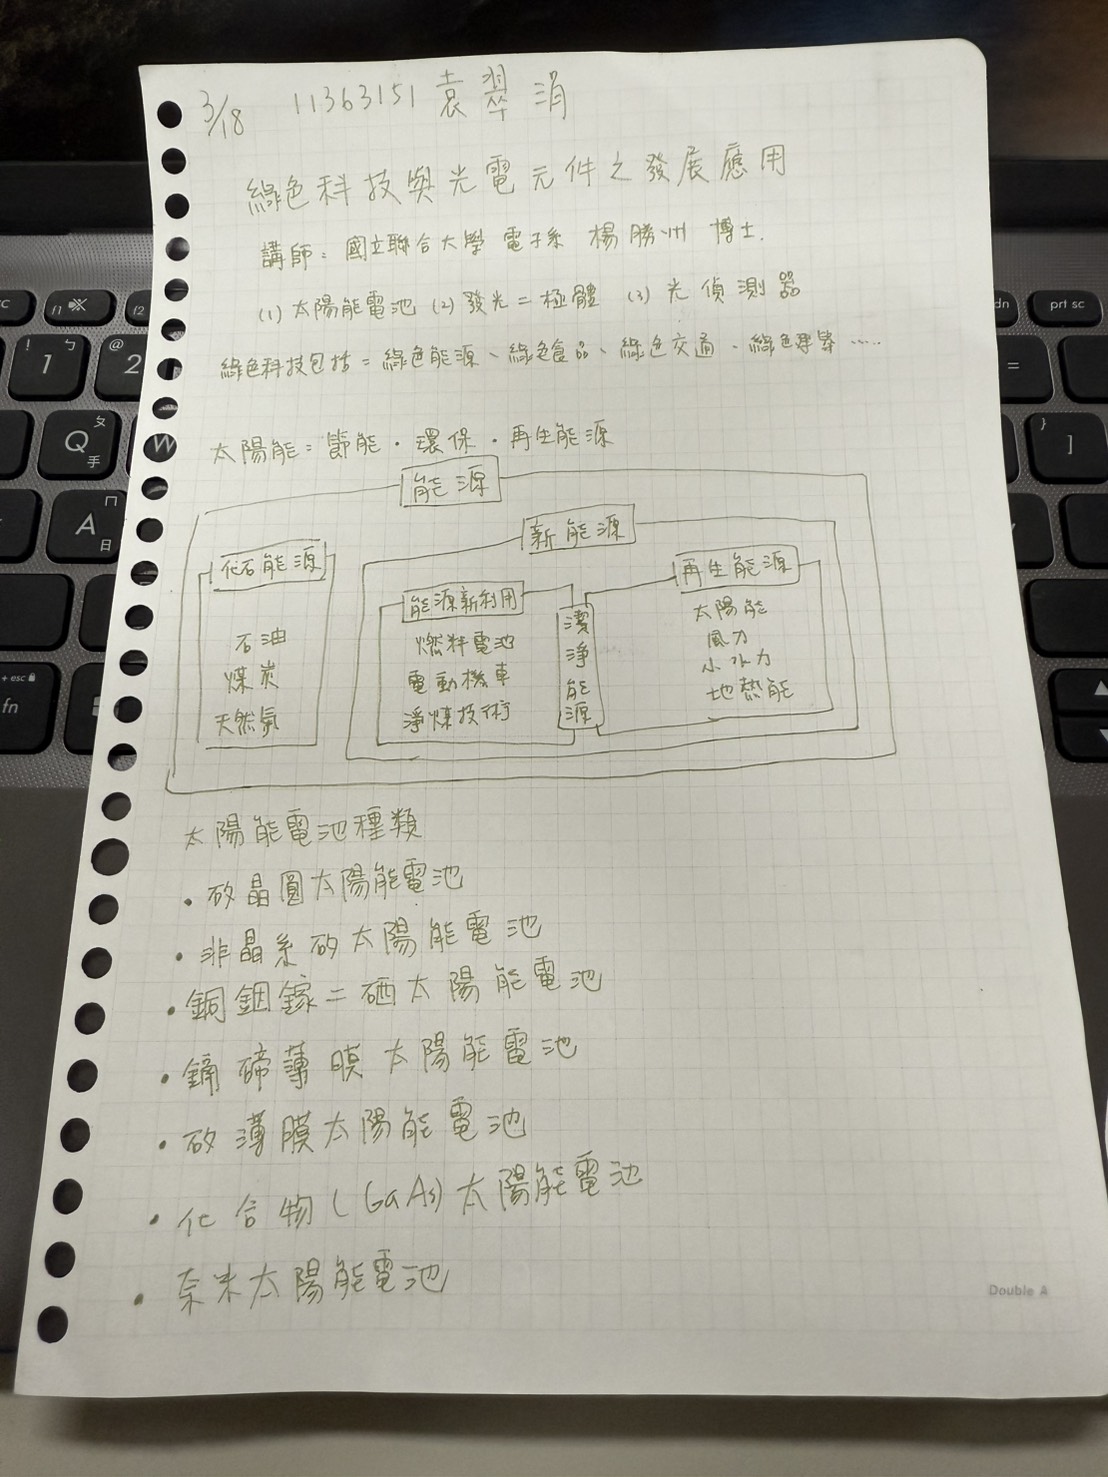 3/18 11363151 袁翠涓
綠色科技與光電元件之發展應用
講師：國立聯合大學 電子系 楊勝州 博士.
(1) 太陽能電池 (2) 發光二極體 (3) 光偵測器
綠色科技包括：綠色能源、綠色食品、綠色交通、綠色
太陽能：節能・環保・再生能源
能源
新能源
化石能源
石油
煤炭
天然氣
能源新利用
燃料電池
電動機車
淨煤技術
潔淨能源
再生能源
太陽能
風力
小水力
地熱能
太陽能電池種類
・矽晶圓太陽能電池
・非晶系矽太陽能電池
・銅銦鎵二硒太陽能電池
・鎘碲薄膜太陽能電池
・矽薄膜太陽能電池
・化合物(GaAs)太陽能電池
・奈米太陽能電池
Double A
prt sc
f1
f2
1 ㄅ
@ 2
Q ㄆ 手
W
A ㄇ 日
+ esc
fn
dn
=
} ]